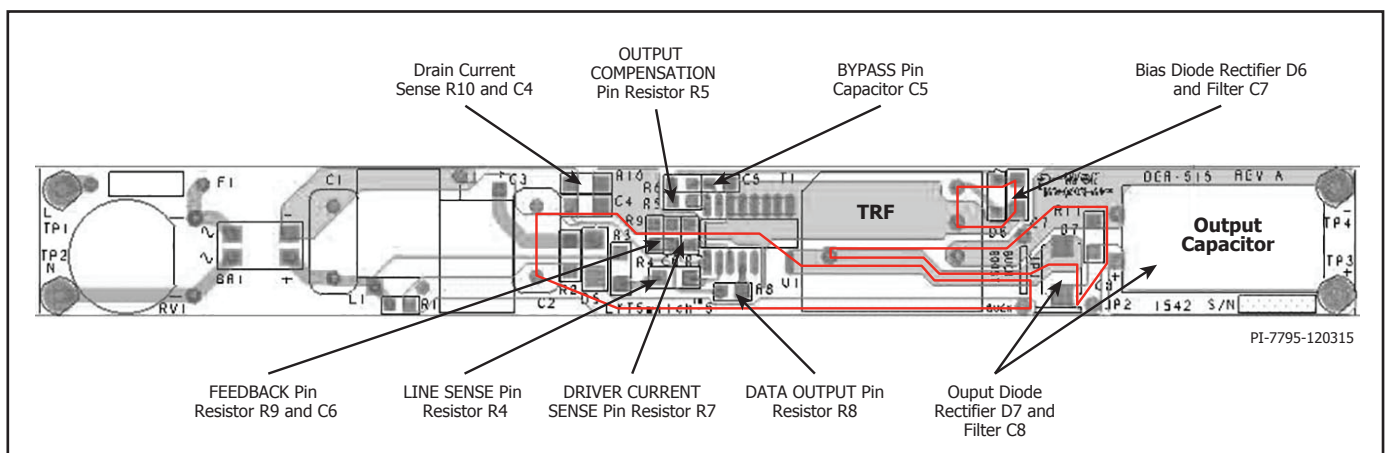 Drain Current
Sense R10 and C4
OUTPUT
COMPENSATION
Pin Resistor R5
BYPASS Pin
Capacitor C5
Bias Diode Rectifier D6
and Filter C7
L
TP1
TP2
N
F1
RV1
BR1
C1
L1
R1
C3
C2
R10
C4
R6
R5
R9
R3
R4
R2
D5
C5
T1
R8
U1
TRF
D6
C7
R11
D7
C8
DER-515 REV A
Output
Capacitor
TP4
TP3
JP2 1542 S/N
PI-7795-120315
FEEDBACK Pin
Resistor R9 and C6
LINE SENSE Pin
Resistor R4
DRIVER CURRENT
SENSE Pin Resistor R7
DATA OUTPUT Pin
Resistor R8
Ouput Diode
Rectifier D7 and
Filter C8